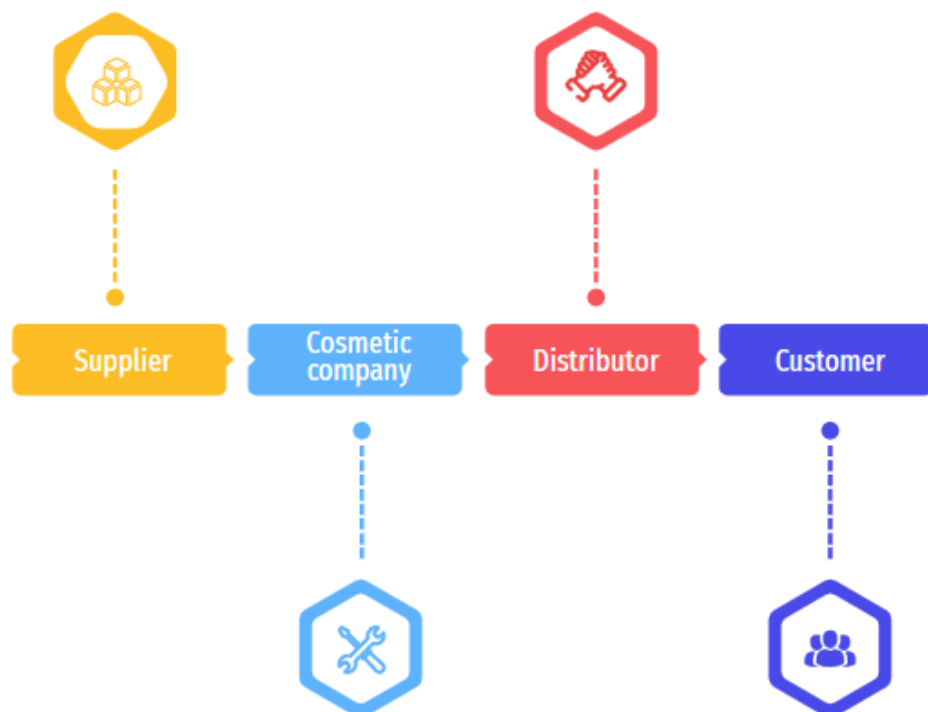 Supplier
Cosmetic
company
Distributor
Customer